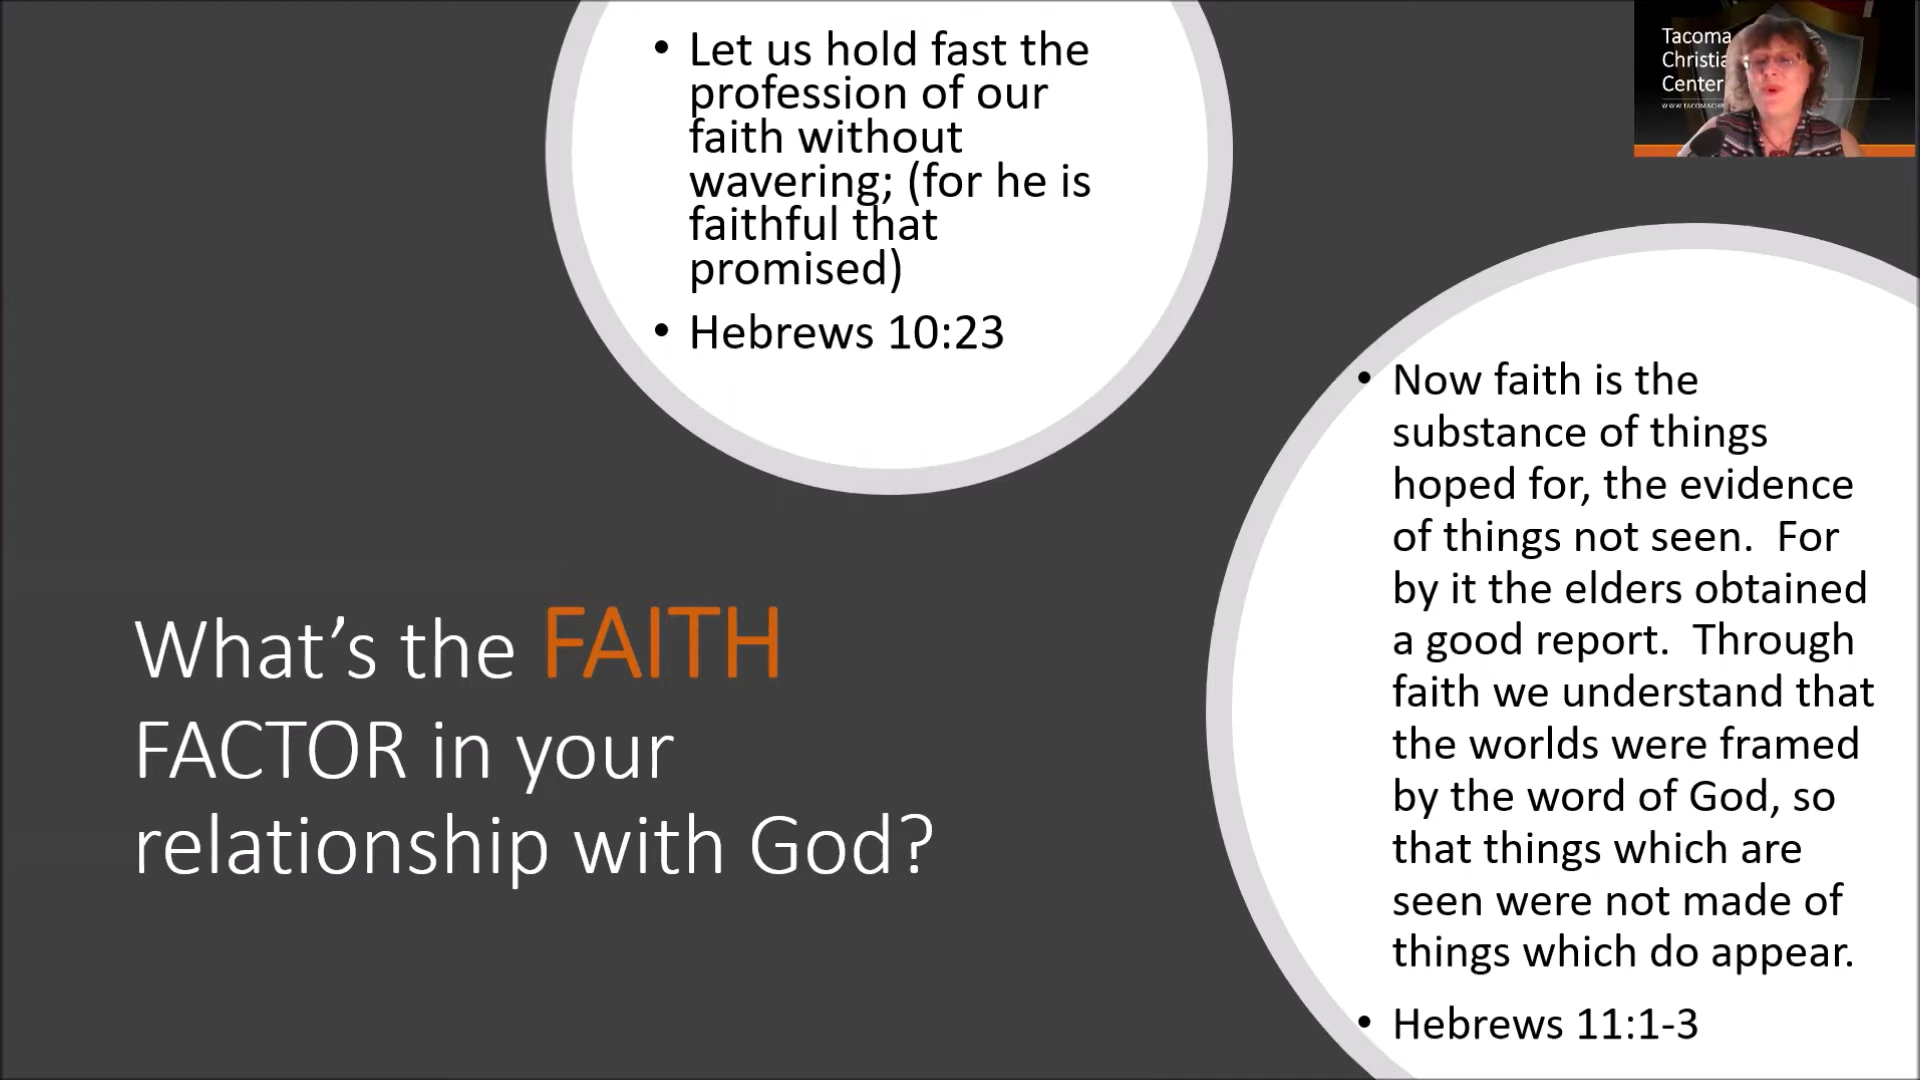 • Let us hold fast the
profession of our
faith without
wavering; (for he is
faithful that
promised)
• Hebrews 10:23
Tacoma
Christia
Center
What's the FAITH
FACTOR in your
relationship with God?
• Now faith is the
substance of things
hoped for, the evidence
of things not seen.  For
by it the elders obtained
a good report.  Through
faith we understand that
the worlds were framed
by the word of God, so
that things which are
seen were not made of
things which do appear.
• Hebrews 11:1-3